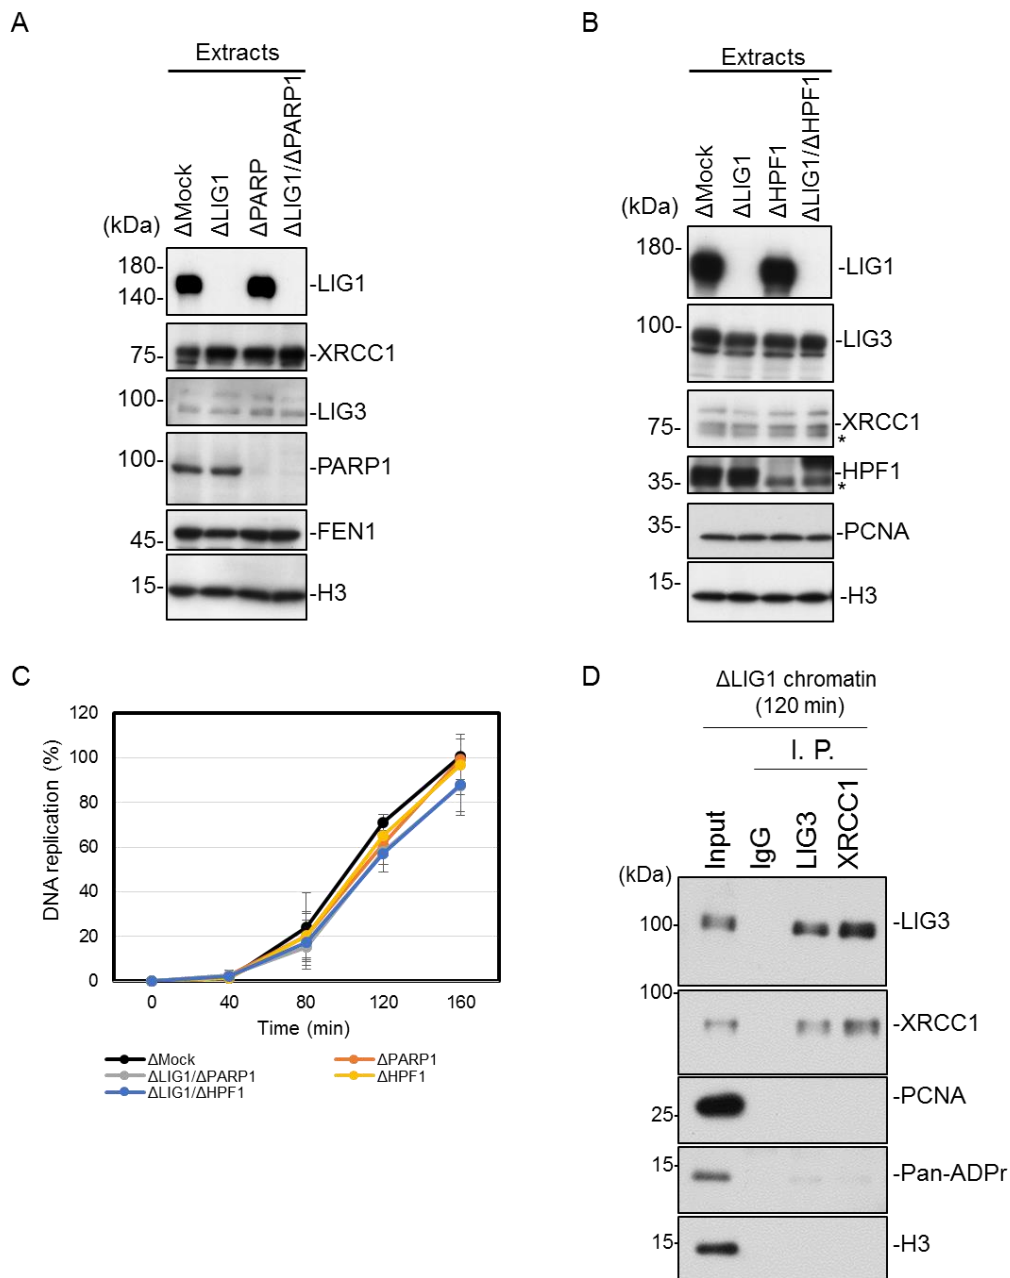 A
Extracts
(kDa)
ΔMock
ΔLIG1
ΔPARP
ΔLIG1/ΔPARP1
180-
140-
-LIG1
75-
-XRCC1
100-
-LIG3
100-
-PARP1
45-
-FEN1
15-
-H3
B
Extracts
(kDa)
ΔMock
ΔLIG1
ΔHPF1
ΔLIG1/ΔHPF1
180-
-LIG1
100-
-LIG3
75-
-XRCC1
*
35-
-HPF1
*
35-
-PCNA
15-
-H3
C
DNA replication (%)
120
100
80
60
40
20
0
0 40 80 120 160
Time (min)
ΔMock
ΔPARP1
ΔLIG1/ΔPARP1
ΔHPF1
ΔLIG1/ΔHPF1
D
ΔLIG1 chromatin
(120 min)
I. P.
Input
IgG
LIG3
XRCC1
(kDa)
100-
-LIG3
100-
-XRCC1
25-
-PCNA
15-
-Pan-ADPr
15-
-H3